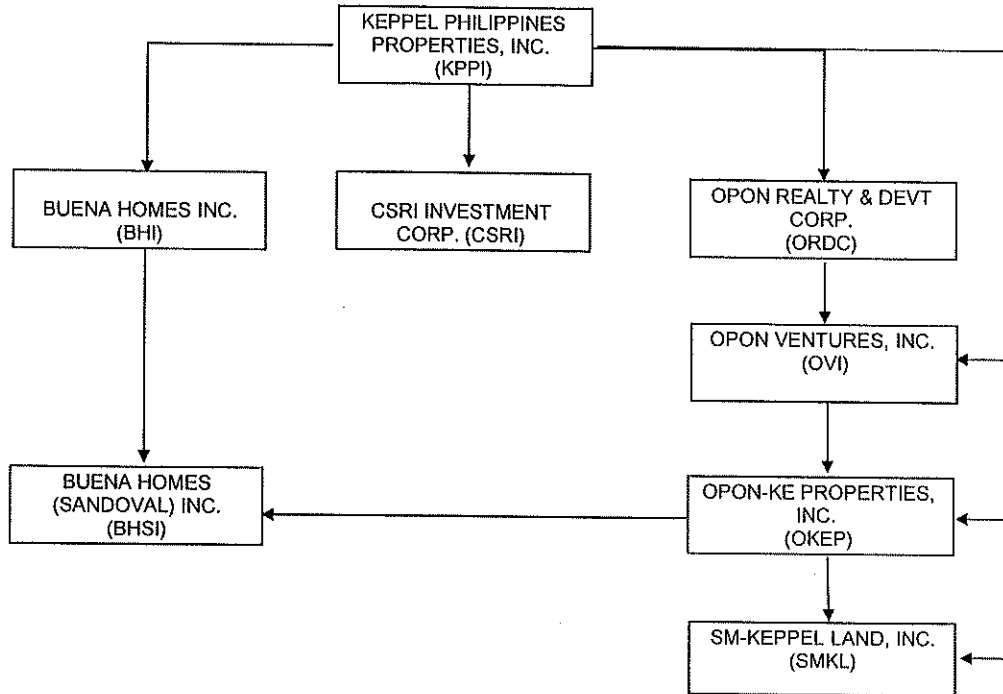 KEPPEL PHILIPPINES
PROPERTIES, INC.
(KPPI)
BUENA HOMES INC.
(BHI)
CSRI INVESTMENT
CORP. (CSRI)
OPON REALTY & DEVT
CORP.
(ORDC)
OPON VENTURES, INC.
(OVI)
BUENA HOMES
(SANDOVAL) INC.
(BHSI)
OPON-KE PROPERTIES,
INC.
(OKEP)
SM-KEPPEL LAND, INC.
(SMKL)